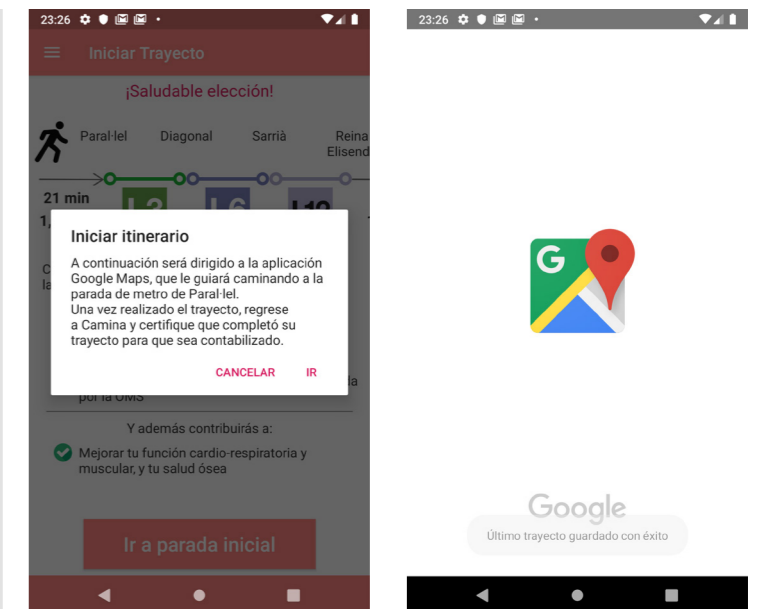 23:26
Iniciar Trayecto
¡Saludable elección!
Paral·lel Diagonal Sarrià Reina
Elisend
21 min
1,
L3 L6 L12
Iniciar itinerario
A continuación será dirigido a la aplicación
Google Maps, que le guiará caminando a la
parada de metro de Paral·lel.
Una vez realizado el trayecto, regrese
a Camina y certifique que completó su
trayecto para que sea contabilizado.
CANCELAR IR
por la OMS
Y además contribuirás a:
Mejorar tu función cardio-respiratoria y
muscular, y tu salud ósea
Ir a parada inicial
23:26
G
Google
Último trayecto guardado con éxito